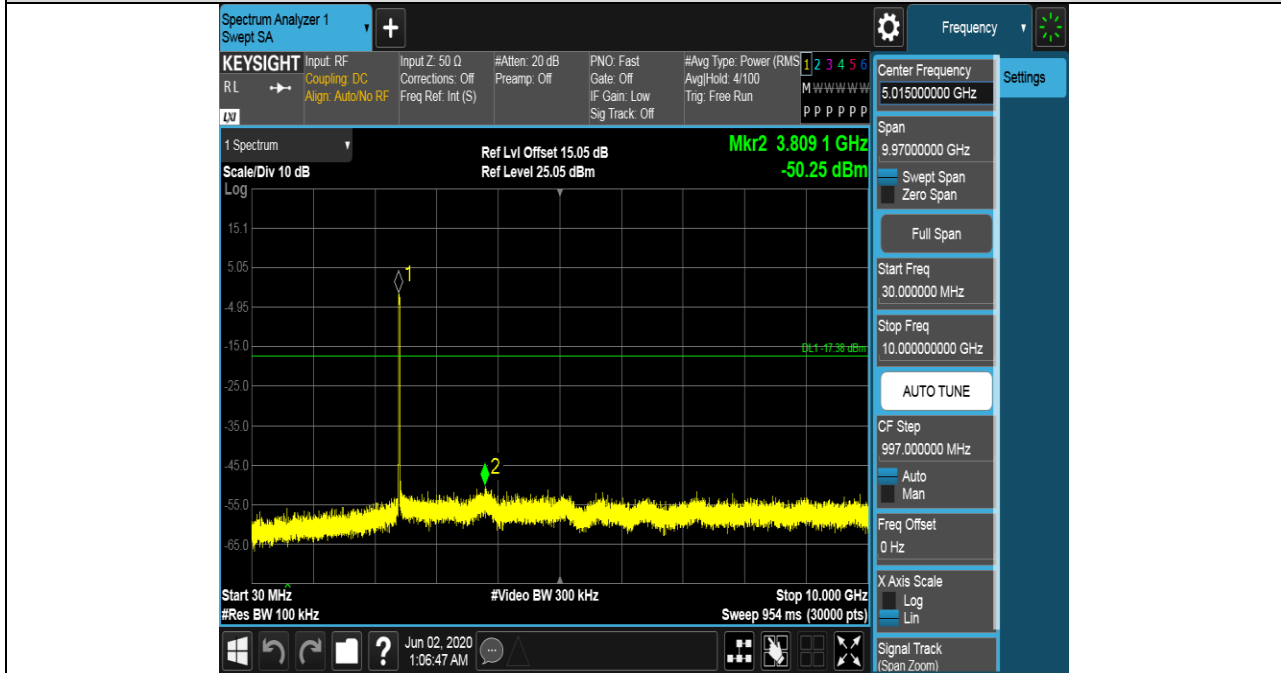 Spectrum Analyzer 1
Swept SA
+
Frequency
KEYSIGHT
RL
LXI
Input: RF
Coupling: DC
Align: Auto/No RF
Input Z: 50 Ω
Corrections: Off
Freq Ref: Int (S)
#Atten: 20 dB
Preamp: Off
PNO: Fast
Gate: Off
IF Gain: Low
Sig Track: Off
#Avg Type: Power (RMS
Avg|Hold: 4/100
Trig: Free Run
1 2 3 4 5 6
M W W W W W
P P P P P P
Center Frequency
5.015000000 GHz
Settings
Span
9.97000000 GHz
Swept Span
Zero Span
Full Span
Start Freq
30.000000 MHz
Stop Freq
10.000000000 GHz
AUTO TUNE
CF Step
997.000000 MHz
Auto
Man
Freq Offset
0 Hz
X Axis Scale
Log
Lin
Signal Track
(Span Zoom)
1 Spectrum
Scale/Div 10 dB
Log
Ref Lvl Offset 15.05 dB
Ref Level 25.05 dBm
Mkr2 3.809 1 GHz
-50.25 dBm
15.1
5.05
-4.95
-15.0
-25.0
-35.0
-45.0
-55.0
-65.0
1
2
DL1 -17.38 dBm
Start 30 MHz
#Res BW 100 kHz
#Video BW 300 kHz
Stop 10.000 GHz
Sweep 954 ms (30000 pts)
?
Jun 02, 2020
1:06:47 AM